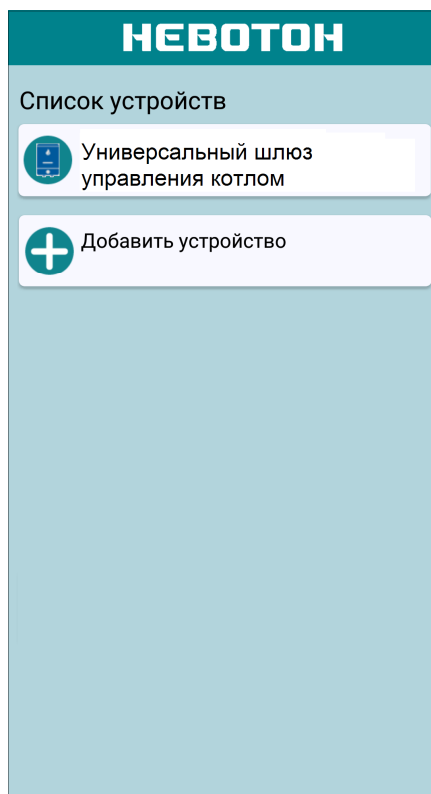 НЕВОТОН
Список устройств
Универсальный шлюз
управления котлом
Добавить устройство